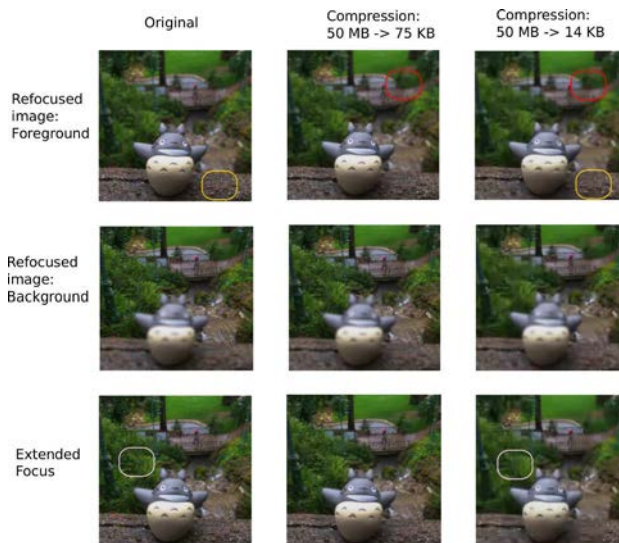 Original
Compression:
50 MB -> 75 KB
Compression:
50 MB -> 14 KB
Refocused
image:
Foreground
Refocused
image:
Background
Extended
Focus